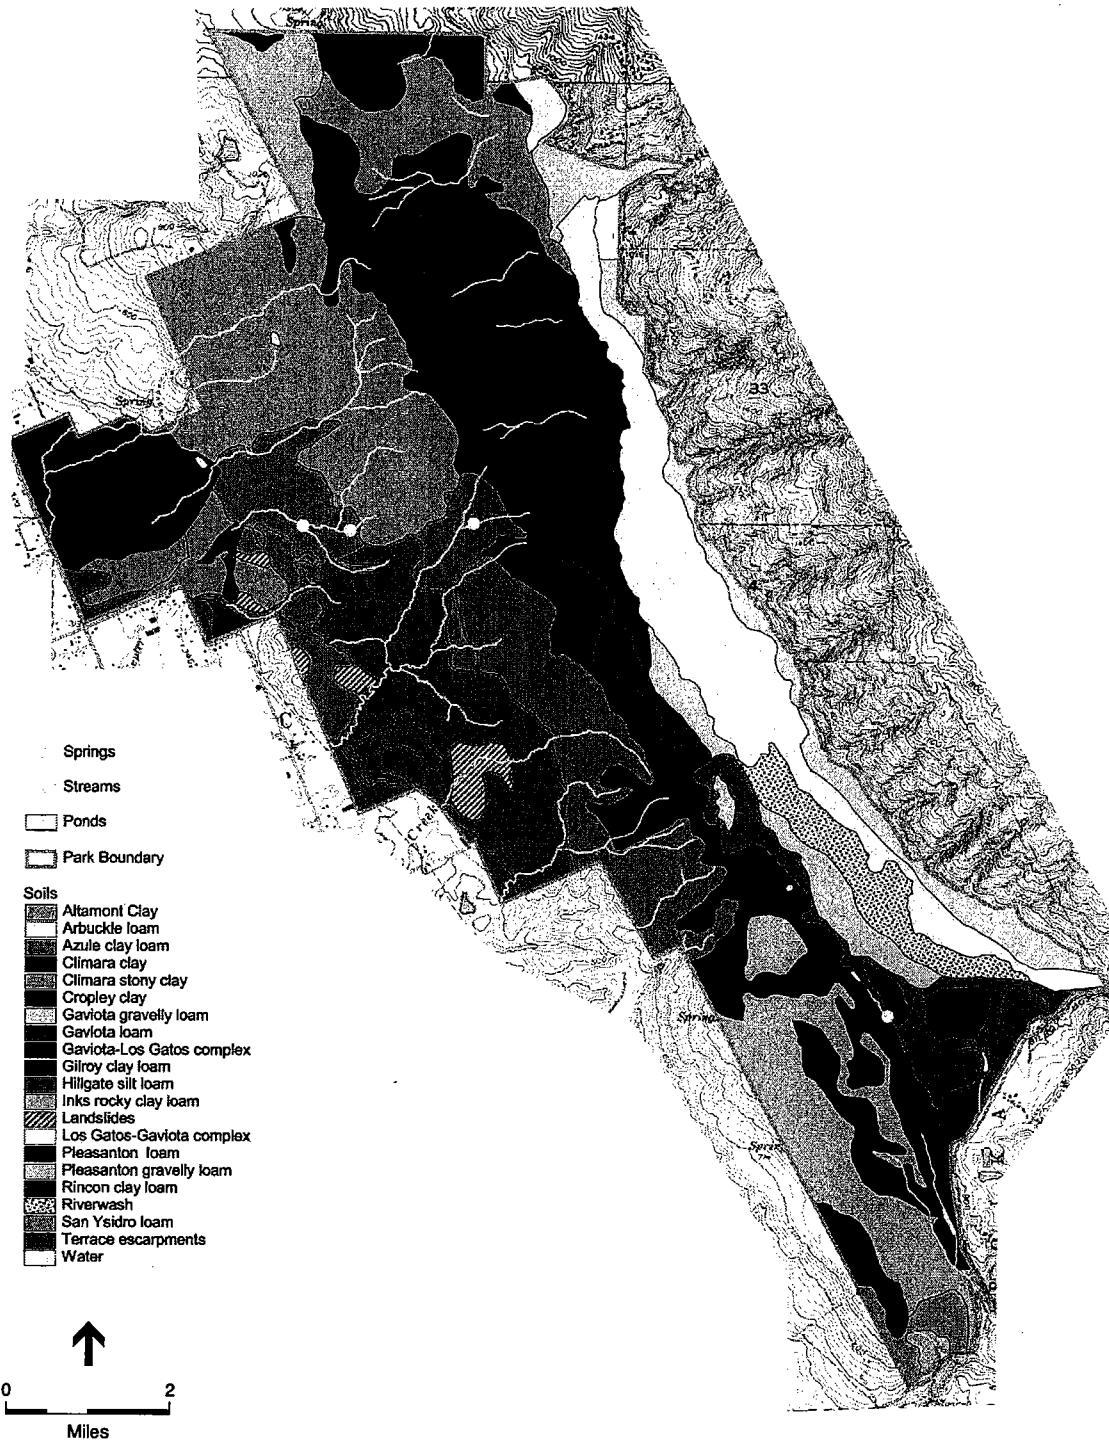 Spring
Spring
33
C
Creek
Spring
Springs
Streams
Ponds
Park Boundary
Soils
Altamont Clay
Arbuckle loam
Azule clay loam
Climara clay
Climara stony clay
Cropley clay
Gaviota gravelly loam
Gaviota loam
Gaviota-Los Gatos complex
Gilroy clay loam
Hillgate silt loam
Inks rocky clay loam
Landslides
Los Gatos-Gaviota complex
Pleasanton loam
Pleasanton gravelly loam
Rincon clay loam
Riverwash
San Ysidro loam
Terrace escarpments
Water
0 2
Miles